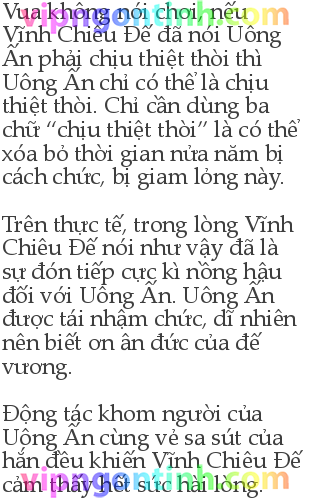 Vua không nói chơi, nếu
vipngontinh.com
Vĩnh Chiêu Đế đã nói Uông
Ấn phải chịu thiệt thòi thì
Uông Ấn chỉ có thể là chịu
thiệt thòi. Chỉ cần dùng ba
chữ “chịu thiệt thòi” là có thể
xóa bỏ thời gian nửa năm bị
cách chức, bị giam lỏng này.
Trên thực tế, trong lòng Vĩnh
Chiêu Đế nói như vậy đã là
sự đón tiếp cực kì nồng hậu
đối với Uông Ấn. Uông Ấn
được tái nhậm chức, dĩ nhiên
nên biết ơn ân đức của đế
vương.
Động tác khom người của
Uông Ấn cùng vẻ sa sút của
hắn đều khiến Vĩnh Chiêu Đế
cảm thấy hết sức hài lòng.
vipngontinh.com